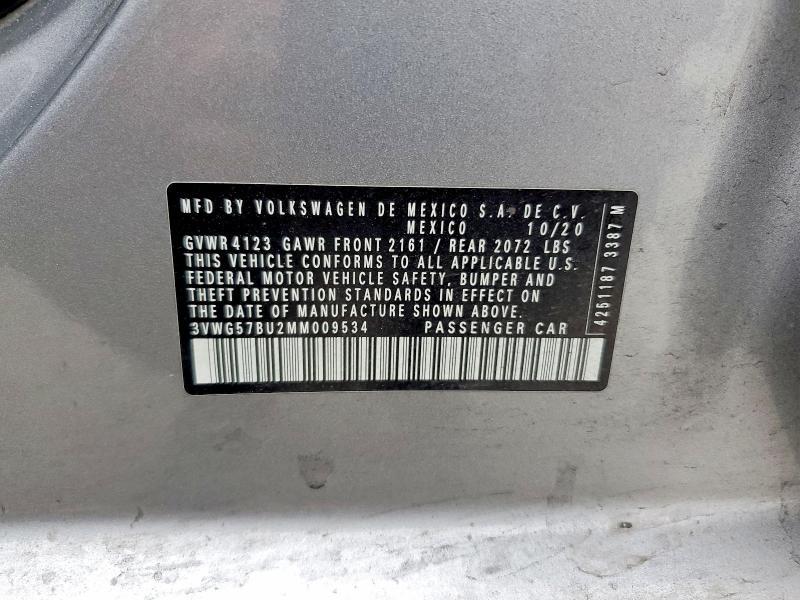 MFD BY VOLKSWAGEN DE MEXICO S.A. DE C.V.
MEXICO 10/20
GVWR 4123 GAWR FRONT 2161 / REAR 2072 LBS
THIS VEHICLE CONFORMS TO ALL APPLICABLE U.S.
FEDERAL MOTOR VEHICLE SAFETY, BUMPER AND
THEFT PREVENTION STANDARDS IN EFFECT ON
THE DATE OF MANUFACTURE SHOWN ABOVE.
3VWG57BU2MM009534 PASSENGER CAR
4251187 3387 M